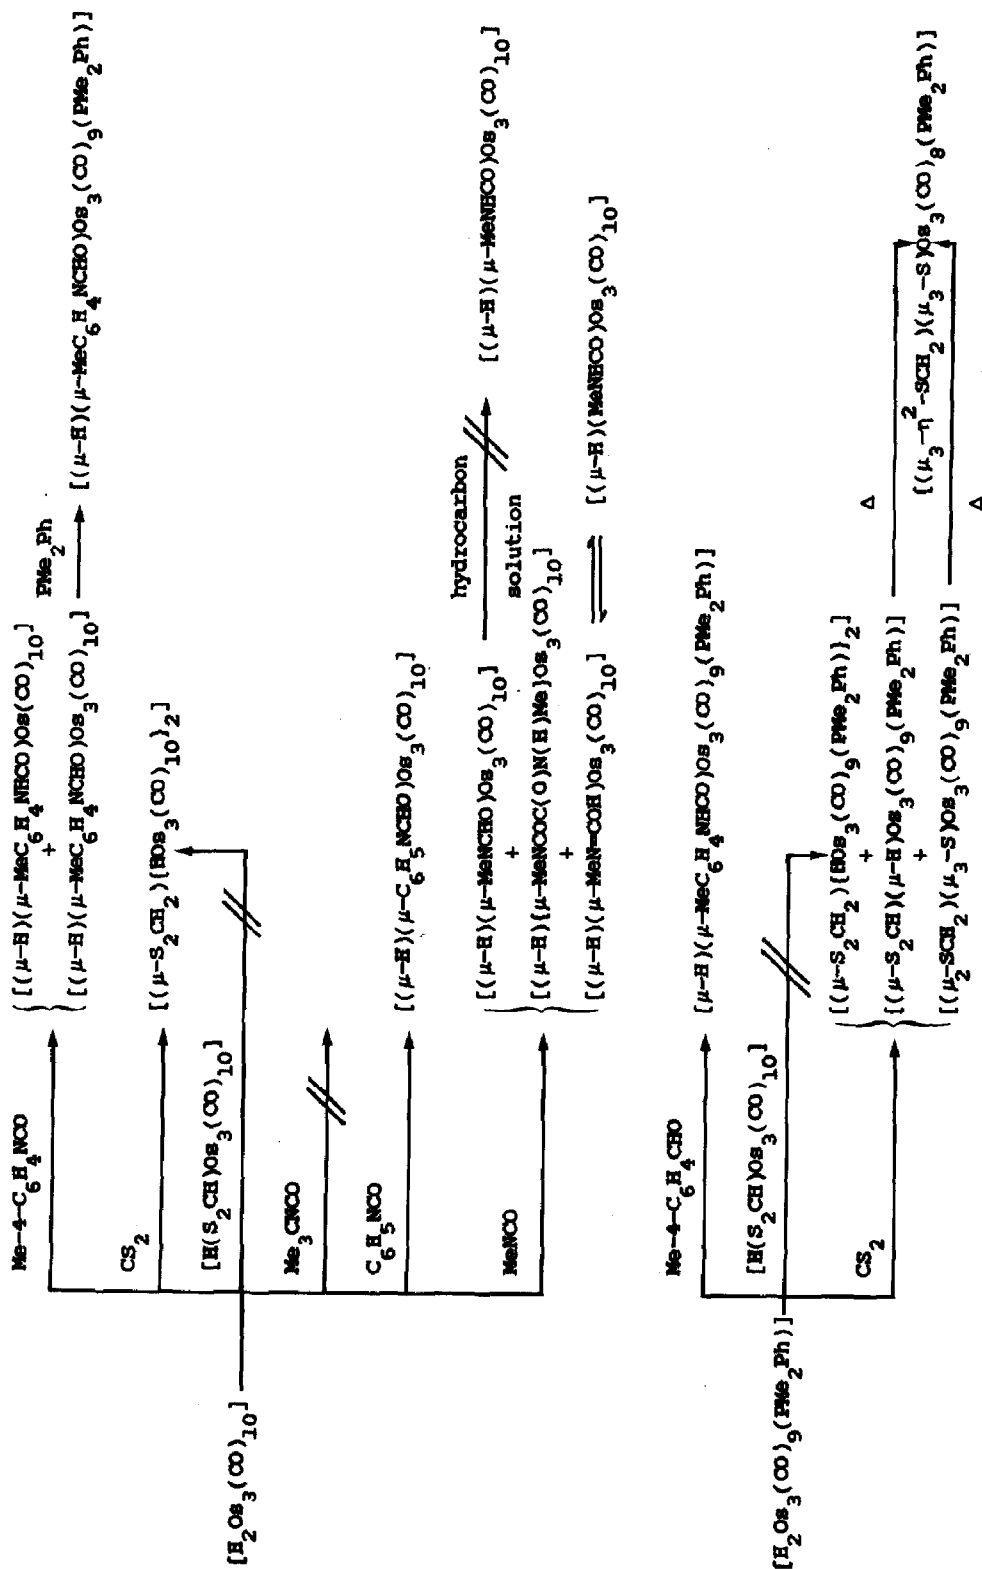 [H2Os3(CO)10]
Me-4-C6H4NCO
[(μ-H)(μ-MeC6H4NHCO)Os(CO)10]
+
[(μ-H)(μ-MeC6H4NCHO)Os3(CO)10]
PMe2Ph
[(μ-H)(μ-MeC6H4NCHO)Os3(CO)9(PMe2Ph)]
CS2
[(μ-S2CH2){HOs3(CO)10}2]
[H(S2CH)Os3(CO)10]
Me3CNCO
C6H5NCO
[(μ-H)(μ-C6H5NCHO)Os3(CO)10]
MeNCO
[(μ-H)(μ-MeNCHO)Os3(CO)10]
+
[(μ-H){μ-MeNCOC(O)N(H)Me}Os3(CO)10]
+
[(μ-H)(μ-MeN=COH)Os3(CO)10]
hydrocarbon
solution
[(μ-H)(μ-MeNHCO)Os3(CO)10]
[(μ-H)(MeNHCO)Os3(CO)10]
[H2Os3(CO)9(PMe2Ph)]
Me-4-C6H4CHO
[μ-H)(μ-MeC6H4NHCO)Os3(CO)9(PMe2Ph)]
[H(S2CH)Os3(CO)10]
CS2
[(μ-S2CH2){HOs3(CO)9(PMe2Ph)}2]
+
[(μ-S2CH)(μ-H)Os3(CO)9(PMe2Ph)]
+
[(μ2-SCH2)(μ3-S)Os3(CO)9(PMe2Ph)]
Δ
[(μ3-η2-SCH2)(μ3-S)Os3(CO)8(PMe2Ph)]
Δ